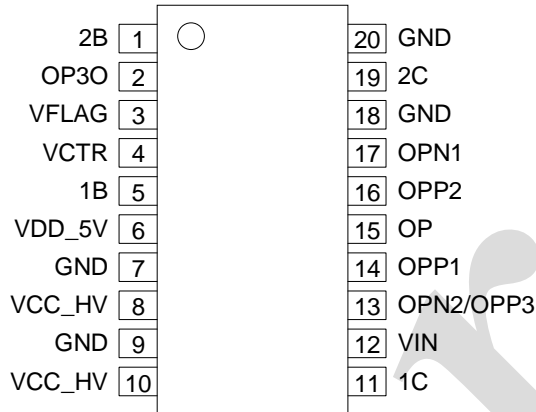 2B 1 20 GND
OP3O 2 19 2C
VFLAG 3 18 GND
VCTR 4 17 OPN1
1B 5 16 OPP2
VDD_5V 6 15 OP
GND 7 14 OPP1
VCC_HV 8 13 OPN2/OPP3
GND 9 12 VIN
VCC_HV 10 11 1C